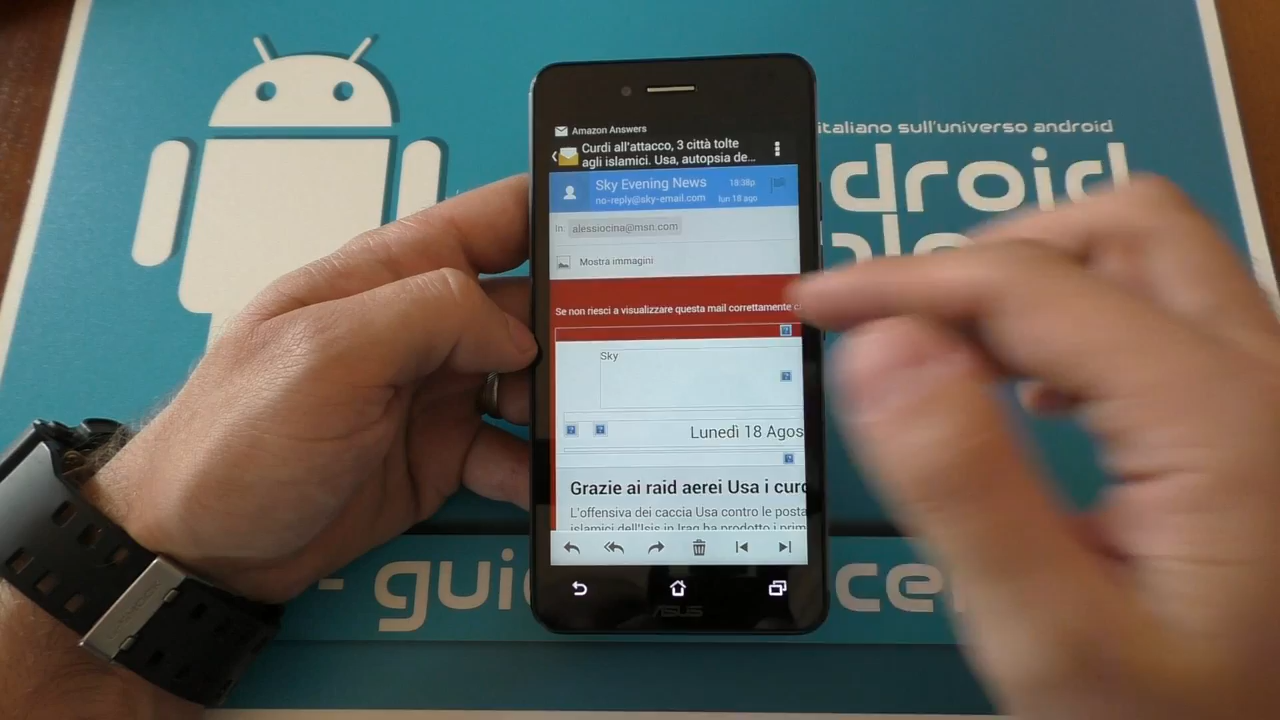 Amazon Answers
Curdi all'attacco, 3 città tolte
agli islamici. Usa, autopsia de...
Sky Evening News
18:38p
no-reply@sky-email.com
lun 18 ago
In:
alessiocina@msn.com
Mostra immagini
Se non riesci a visualizzare questa mail correttamente
Sky
Lunedì 18 Agos
Grazie ai raid aerei Usa i curd
L'offensiva dei caccia Usa contro le posta
islamici dell'Isis in Iraq ha prodotto i prim
ASUS
italiano sull'universo android
droid
gui